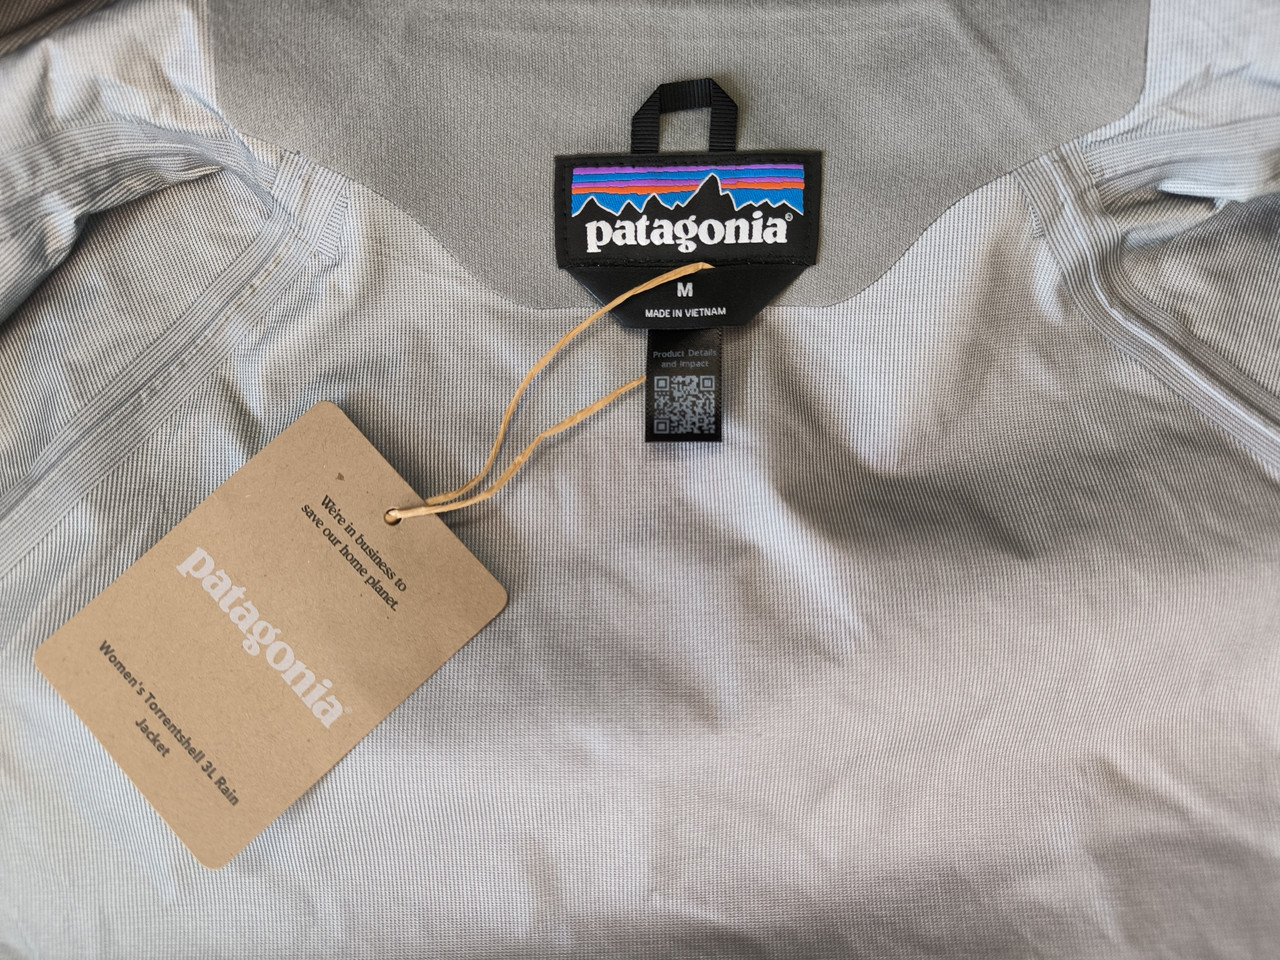 patagonia®
M
MADE IN VIETNAM
Product Details
and Impact
We're in business to
save our home planet.
patagonia®
Women's Torrentshell 3L Rain
Jacket